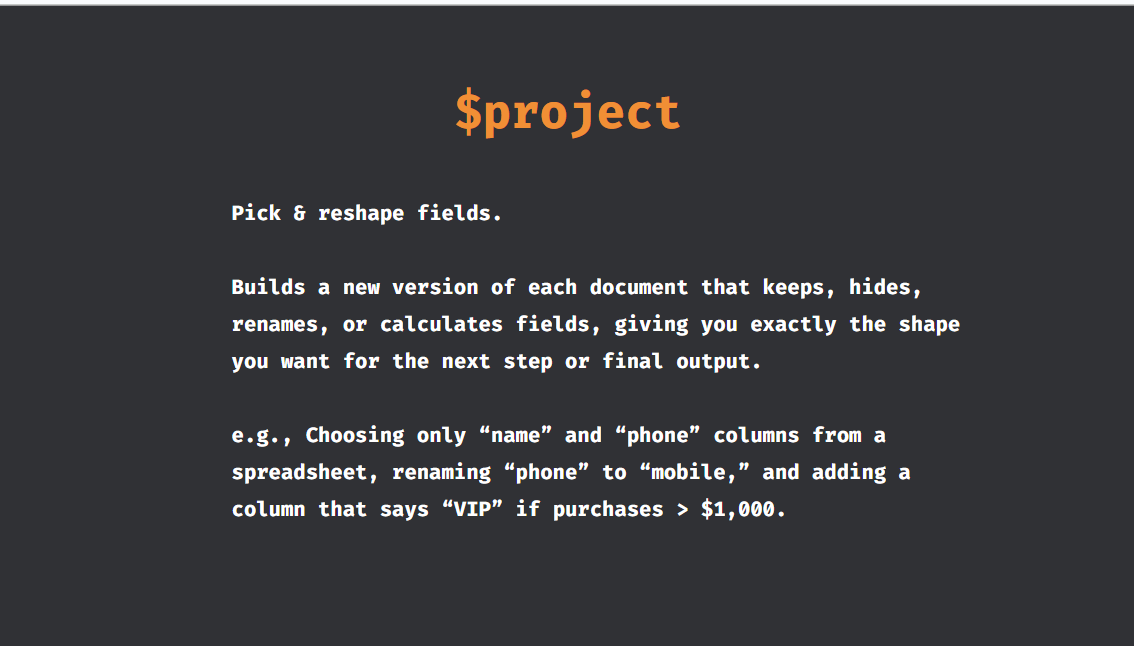 $project
Pick & reshape fields.
Builds a new version of each document that keeps, hides,
renames, or calculates fields, giving you exactly the shape
you want for the next step or final output.
e.g., Choosing only “name” and “phone” columns from a
spreadsheet, renaming “phone” to “mobile,” and adding a
column that says “VIP” if purchases > $1,000.